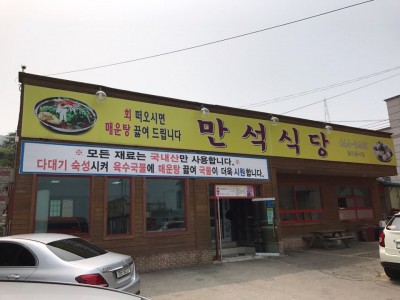 회 떠오시면
매운탕 끓여 드립니다
만석식당
※ 모든 재료는 국내산만 사용합니다. ※
다대기 숙성시켜 육수국물에 매운탕 끓여 국물이 더욱 시원합니다.